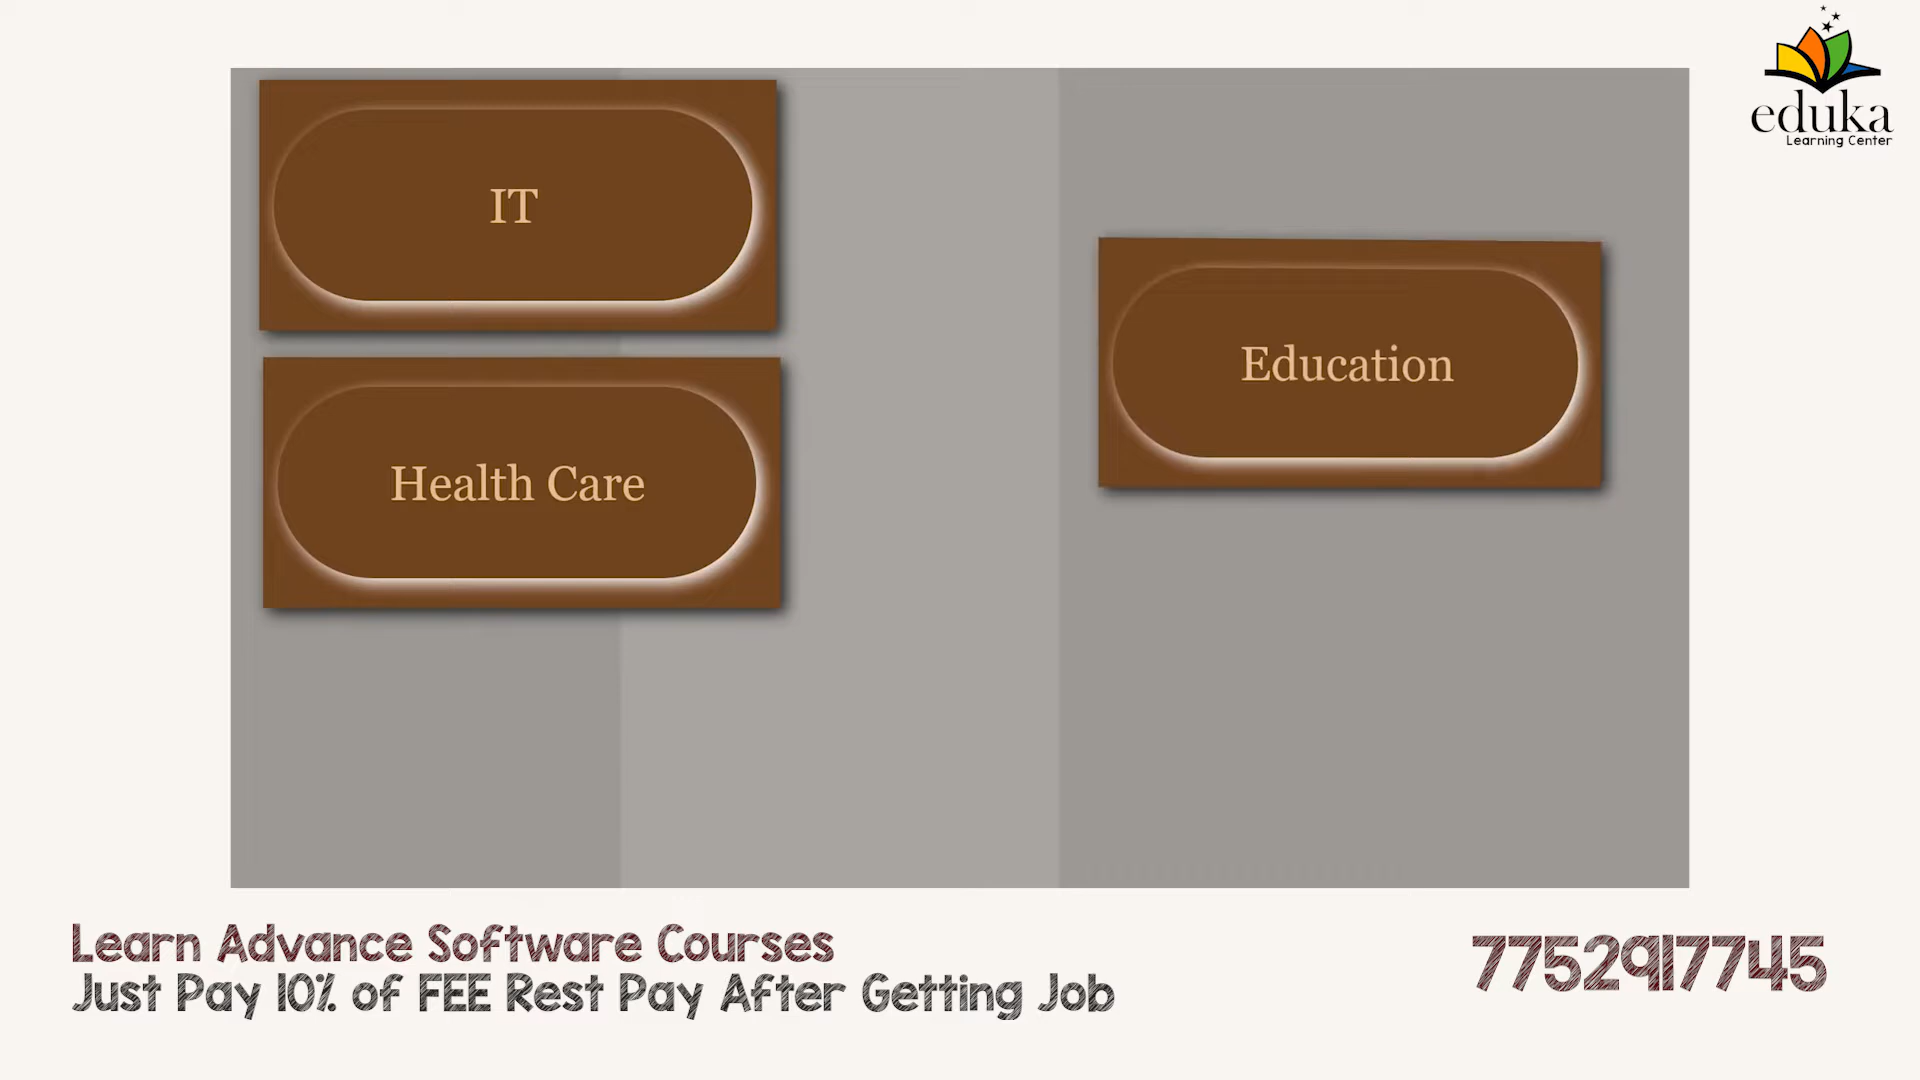 eduka
Learning Center
IT
Education
Health Care
Learn Advance Software Courses
Just Pay 10% of FEE Rest Pay After Getting Job
7752917745